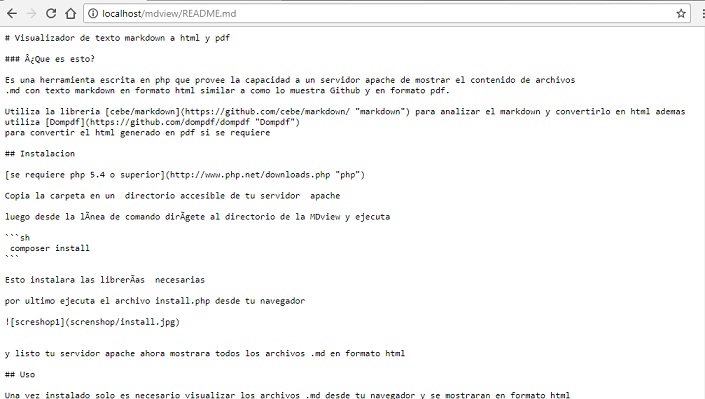 localhost/mdview/README.md
# Visualizador de texto markdown a html y pdf
### Â¿Que es esto?
Es una herramienta escrita en php que provee la capacidad a un servidor apache de mostrar el contenido de archivos
.md con texto markdown en formato html similar a como lo muestra Github y en formato pdf.
Utiliza la libreria [cebe/markdown](https://github.com/cebe/markdown/ "markdown") para analizar el markdown y convertirlo en html ademas
utiliza [Dompdf](https://github.com/dompdf/dompdf "Dompdf")
para convertir el html generado en pdf si se requiere
## Instalacion
[se requiere php 5.4 o superior](http://www.php.net/downloads.php "php")
Copia la carpeta en un  directorio accesible de tu servidor  apache
luego desde la lÃ­nea de comando dirÃ­gete al directorio de la MDview y ejecuta
```sh
 composer install
```
Esto instalara las librerÃ­as  necesarias
por ultimo ejecuta el archivo install.php desde tu navegador
![screshop1](screnshop/install.jpg)
y listo tu servidor apache ahora mostrara todos los archivos .md en formato html
## Uso
Una vez instalado solo es necesario visualizar los archivos .md desde tu navegador y se mostraran en formato html